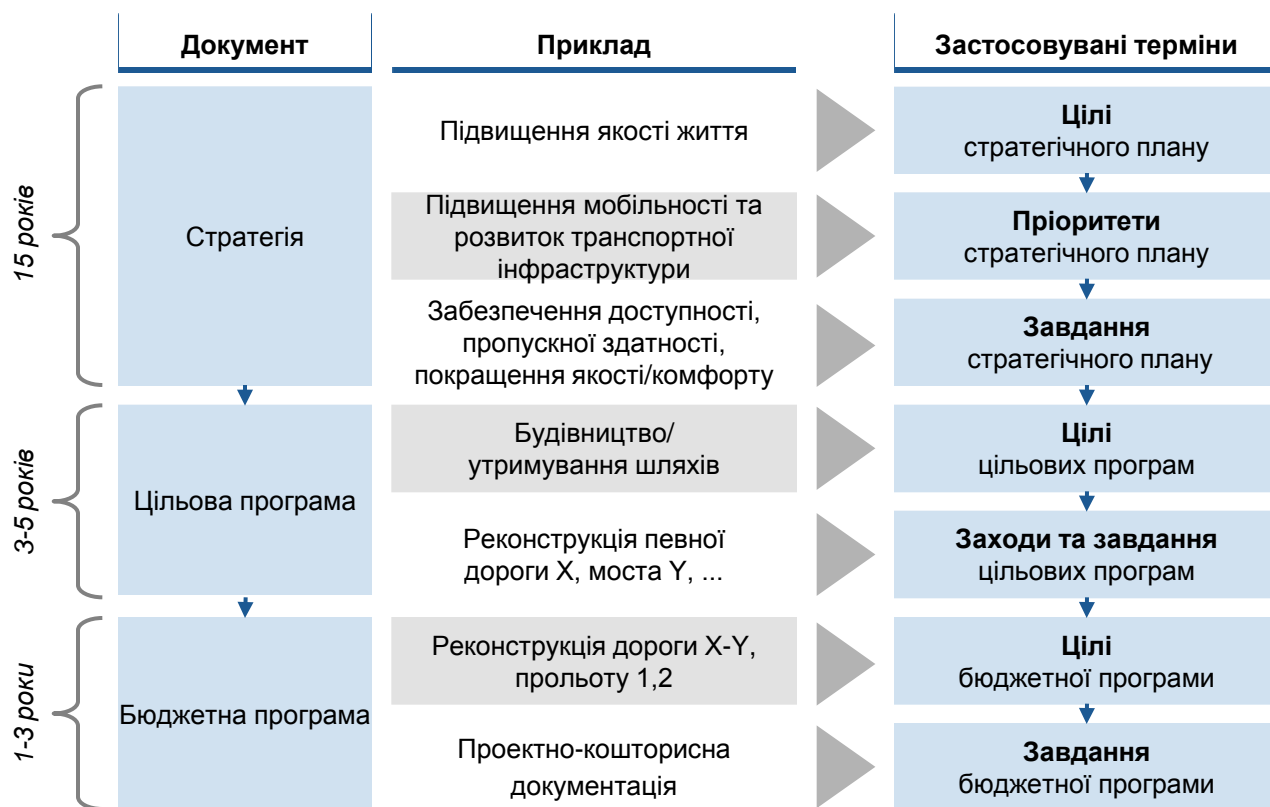 Документ
Приклад
Застосовувані терміни
15 років
Стратегія
Підвищення якості життя
Цілі
стратегічного плану
Підвищення мобільності та
розвиток транспортної
інфраструктури
Пріоритети
стратегічного плану
Забезпечення доступності,
пропускної здатності,
покращення якості/комфорту
Завдання
стратегічного плану
3-5 років
Цільова програма
Будівництво/
утримування шляхів
Цілі
цільових програм
Реконструкція певної
дороги X, моста Y, ...
Заходи та завдання
цільових програм
1-3 роки
Бюджетна програма
Реконструкція дороги X-Y,
прольоту 1,2
Цілі
бюджетної програми
Проектно-кошторисна
документація
Завдання
бюджетної програми